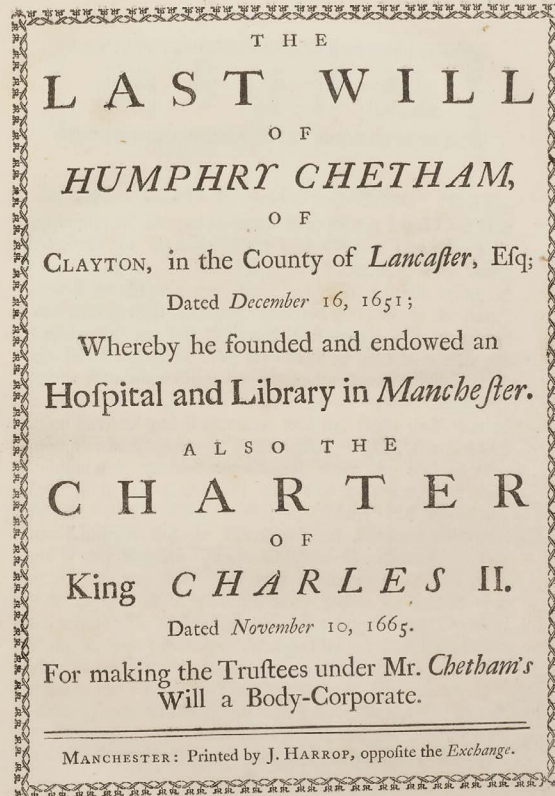 THE
LAST WILL
OF
HUMPHRY CHETHAM,
OF
CLAYTON, in the County of Lancaſter, Eſq;
Dated December 16, 1651;
Whereby he founded and endowed an
Hoſpital and Library in Mancheſter.
ALSO THE
CHARTER
OF
King CHARLES II.
Dated November 10, 1665.
For making the Truſtees under Mr. Chetham's
Will a Body-Corporate.
MANCHESTER: Printed by J. HARROP, oppoſite the Exchange.